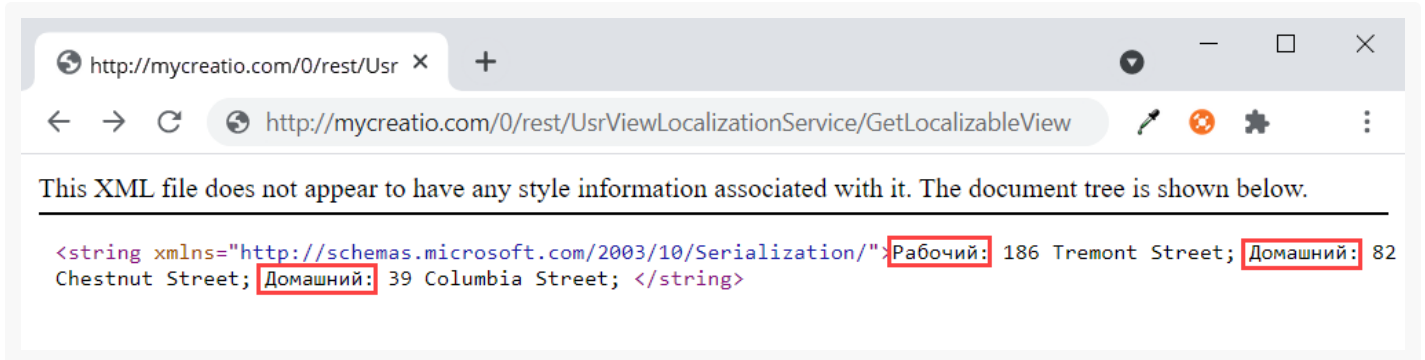 http://mycreatio.com/0/rest/Usr
http://mycreatio.com/0/rest/UsrViewLocalizationService/GetLocalizableView
This XML file does not appear to have any style information associated with it. The document tree is shown below.
<string xmlns="http://schemas.microsoft.com/2003/10/Serialization/">Рабочий: 186 Tremont Street; Домашний: 82
Chestnut Street; Домашний: 39 Columbia Street; </string>